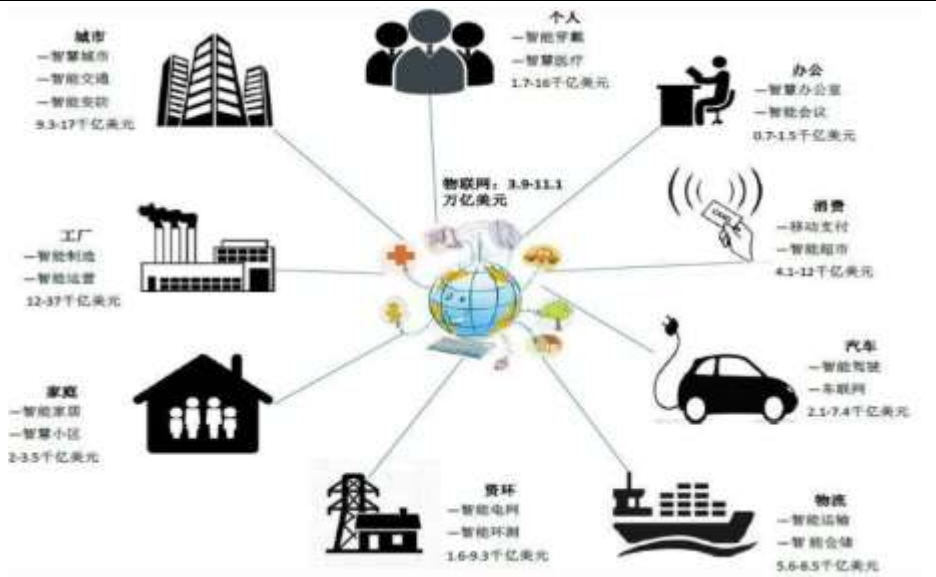 城市
—智慧城市
—智能交通
—智能安防
9.3-17千亿美元
个人
—智能穿戴
—智慧医疗
1.7-16千亿美元
办公
—智慧办公室
—智能会议
0.7-1.5千亿美元
物联网：3.9-11.1
万亿美元
消费
—移动支付
—智能超市
4.1-12千亿美元
工厂
—智能制造
—智能运营
12-37千亿美元
汽车
—智能驾驶
—车联网
2.1-7.4千亿美元
家庭
—智能家居
—智慧小区
2-3.5千亿美元
资环
—智能电网
—智能环测
1.6-9.3千亿美元
物流
—智能运输
—智 能仓储
5.6-8.5千亿美元